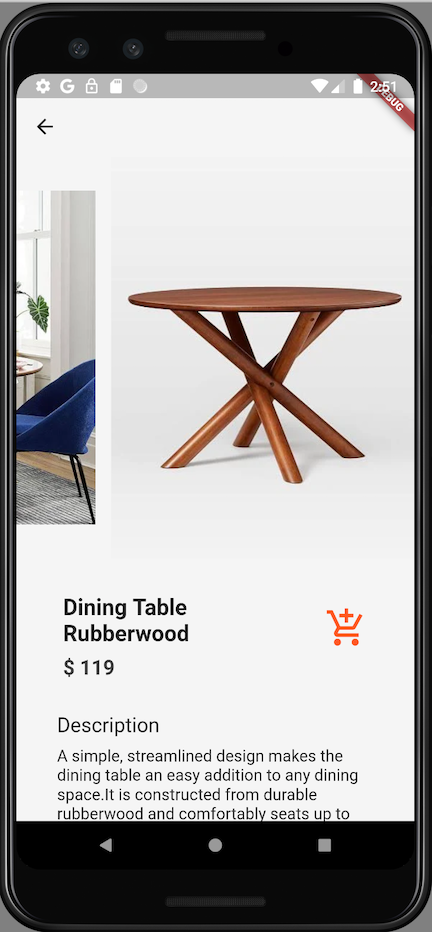 2:51
DEBUG
Dining Table
Rubberwood
$ 119
Description
A simple, streamlined design makes the
dining table an easy addition to any dining
space.It is constructed from durable
rubberwood and comfortably seats up to